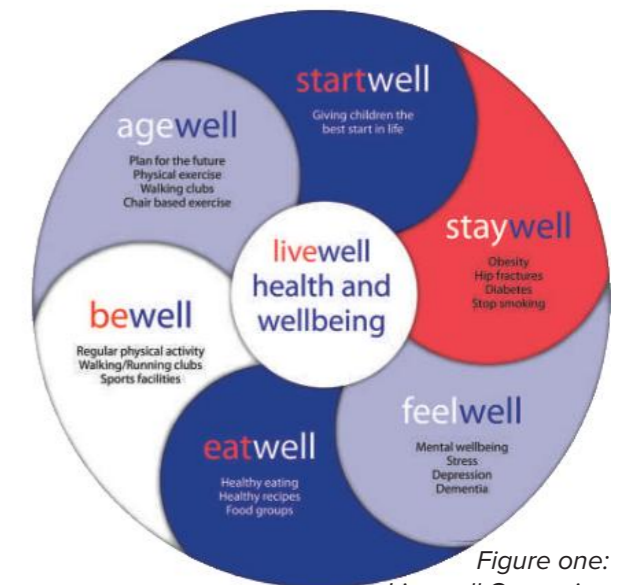 startwell
Giving children the
best start in life
staywell
Obesity
Hip fractures
Diabetes
Stop smoking
feelwell
Mental wellbeing
Stress
Depression
Dementia
eatwell
Healthy eating
Healthy recipes
Food groups
bewell
Regular physical activity
Walking/Running clubs
Sports facilities
agewell
Plan for the future
Physical exercise
Walking clubs
Chair based exercise
livewell
health and
wellbeing
Figure one: